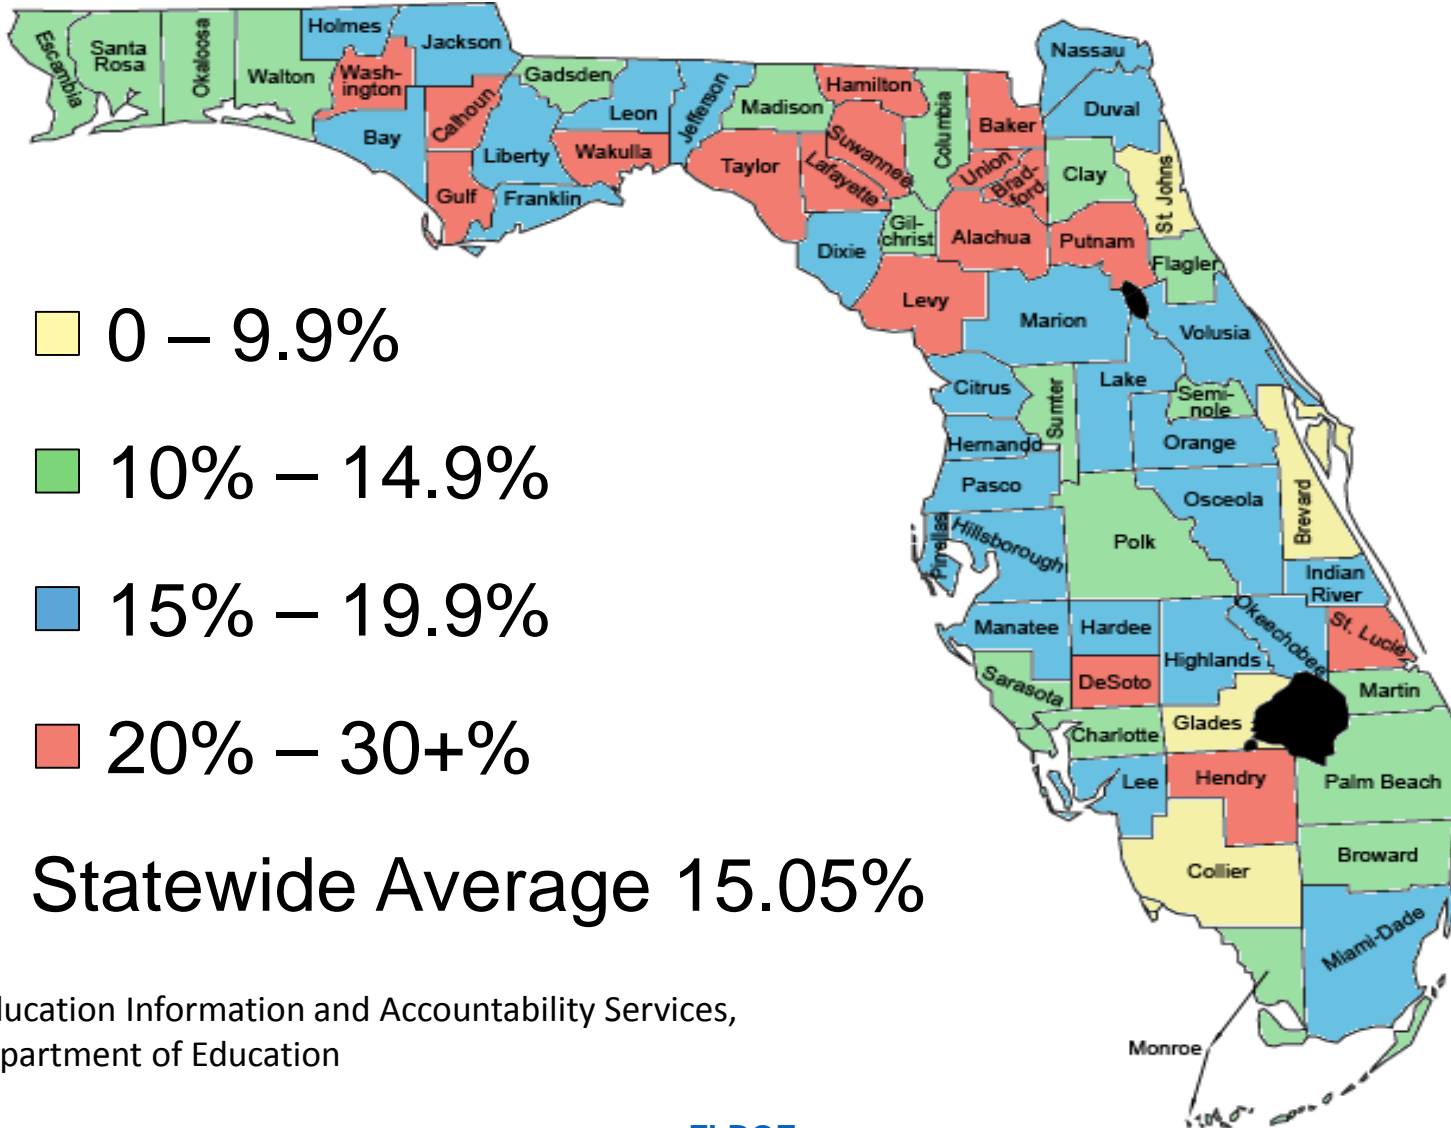 Escambia
Santa
Rosa
Okaloosa
Walton
Holmes
Jackson
Wash-
ington
Bay
Calhoun
Gulf
Gadsden
Liberty
Franklin
Leon
Wakulla
Jefferson
Madison
Taylor
Hamilton
Suwannee
Lafayette
Columbia
Baker
Union
Brad-
ford
Nassau
Duval
Clay
St. Johns
Dixie
Gil-
christ
Alachua
Putnam
Flagler
Levy
Marion
Volusia
Citrus
Sumter
Lake
Semi-
nole
Hernando
Orange
Pasco
Osceola
Brevard
Pinellas
Hillsborough
Polk
Indian
River
Manatee
Hardee
Highlands
Okeechobee
St. Lucie
Sarasota
DeSoto
Martin
Charlotte
Glades
Lee
Hendry
Palm Beach
Collier
Broward
Miami-Dade
Monroe
0 – 9.9%
10% – 14.9%
15% – 19.9%
20% – 30+%
Statewide Average 15.05%
ducation Information and Accountability Services,
partment of Education